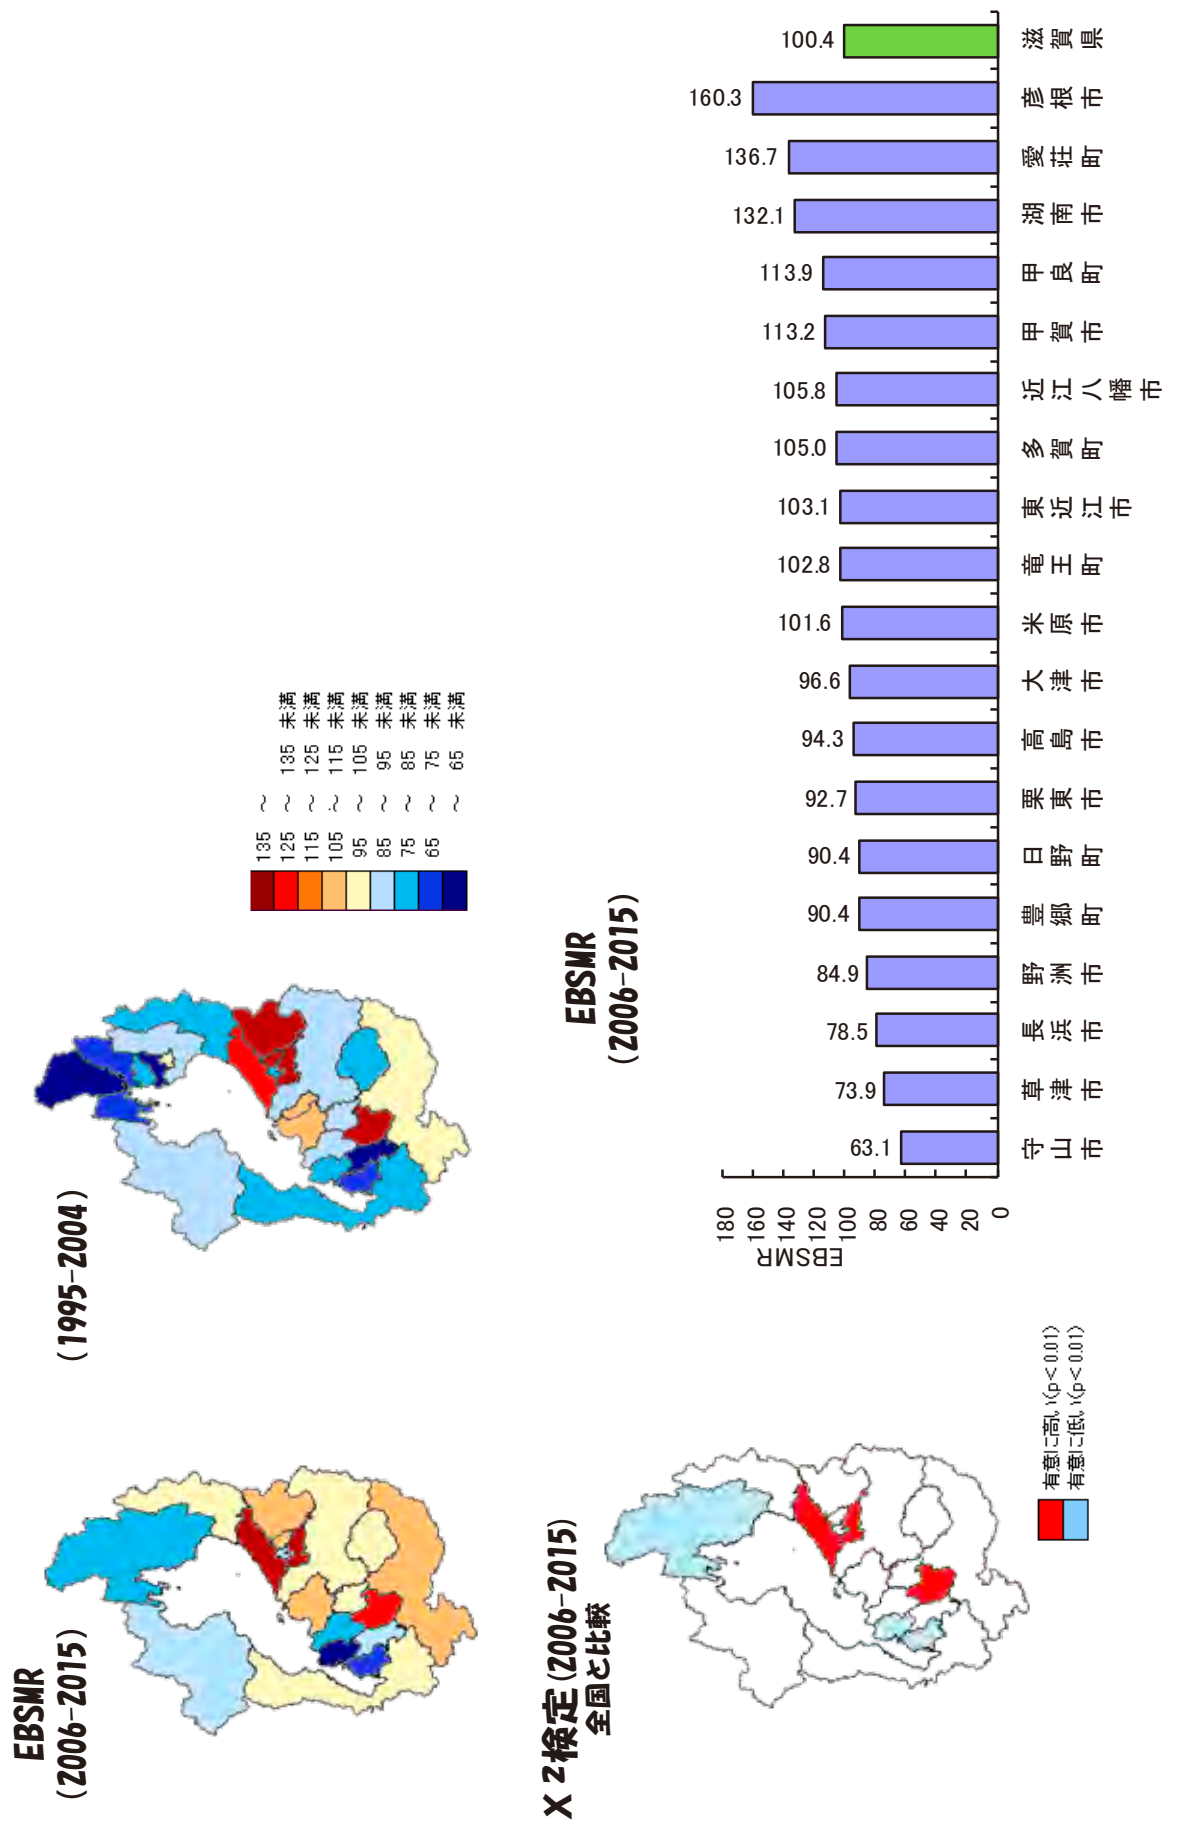 EBSMR
(2006-2015)
(1995-2004)
135 ～
125 ～ 135 未満
115 ～ 125 未満
105 ～ 115 未満
95 ～ 105 未満
85 ～ 95 未満
75 ～ 85 未満
65 ～ 75 未満
～ 65 未満
X 2検定(2006-2015)
全国と比較
有意に高い(p<0.01)
有意に低い(p<0.01)
EBSMR
(2006-2015)
EBSMR
180
160
140
120
100
80
60
40
20
0
63.1
73.9
78.5
84.9
90.4
90.4
92.7
94.3
96.6
101.6
102.8
103.1
105.0
105.8
113.2
113.9
132.1
136.7
160.3
100.4
守山市
草津市
長浜市
野洲市
豊郷町
日野町
栗東市
高島市
大津市
米原市
竜王町
東近江市
多賀町
近江八幡市
甲賀市
甲良町
湖南市
愛荘町
彦根市
滋賀県